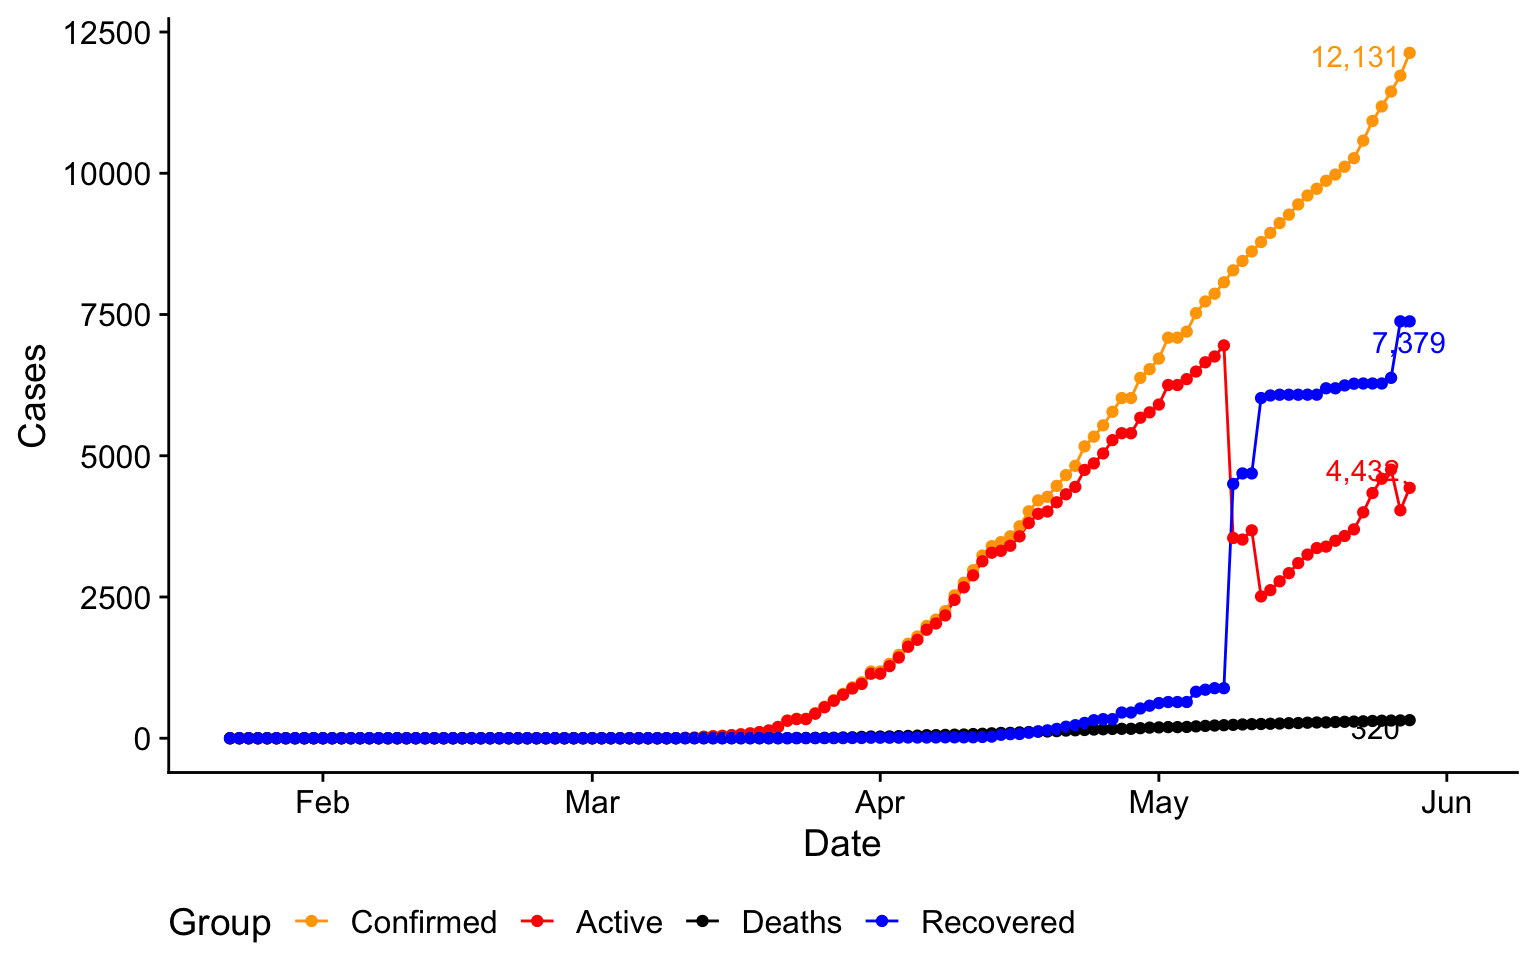 12500
12,131
10000
7500
7,379
Cases
5000
4,432
2500
0
320
Feb Mar Apr May Jun
Date
Group Confirmed Active Deaths Recovered